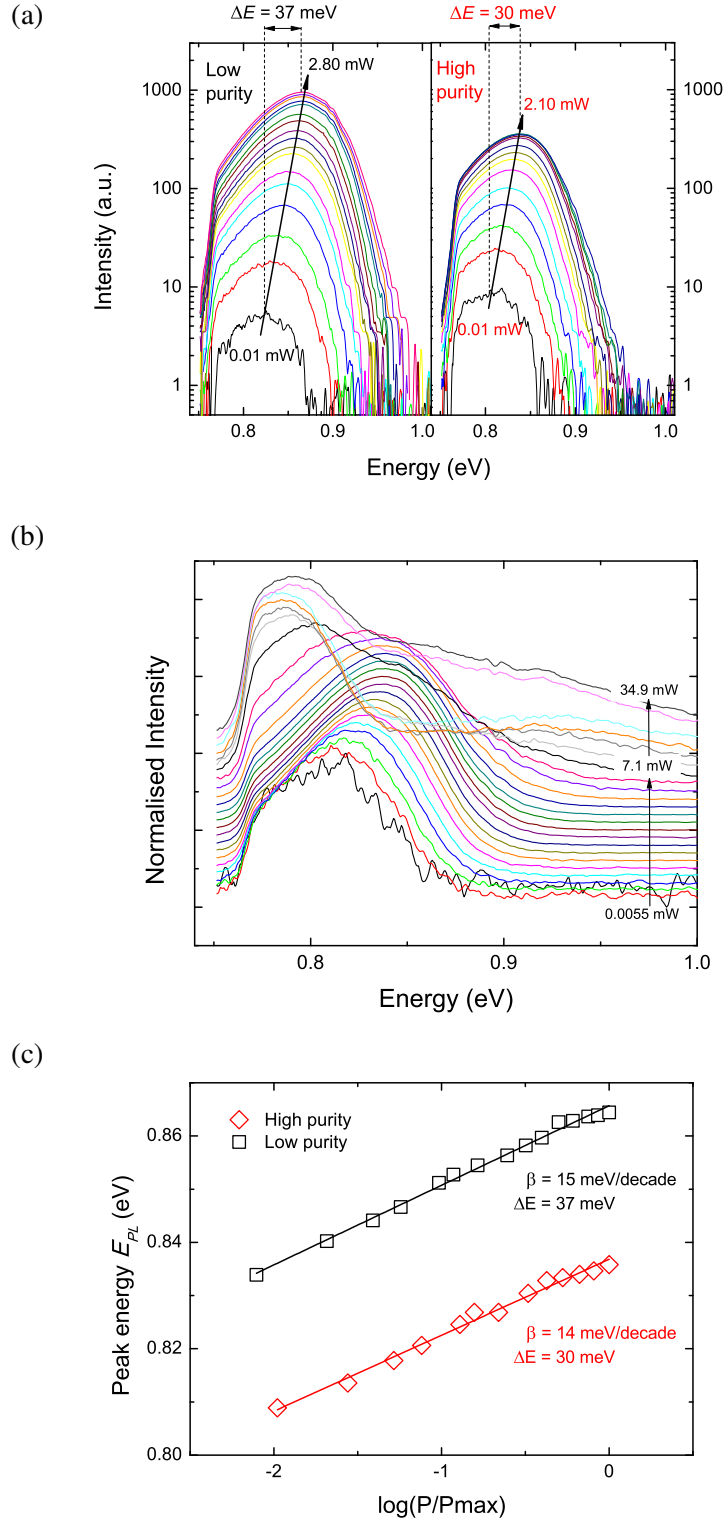 (a)
ΔE = 37 meV
ΔE = 30 meV
Low purity
2.80 mW
High purity
2.10 mW
1000
100
10
1
Intensity (a.u.)
0.01 mW
0.01 mW
0.8
0.9
1.0
0.8
0.9
1.0
Energy (eV)
(b)
Normalised Intensity
34.9 mW
7.1 mW
0.0055 mW
0.8
0.9
1.0
Energy (eV)
(c)
High purity
Low purity
0.86
0.84
0.82
0.80
Peak energy E_PL (eV)
β = 15 meV/decade
ΔE = 37 meV
β = 14 meV/decade
ΔE = 30 meV
-2
-1
0
log(P/Pmax)